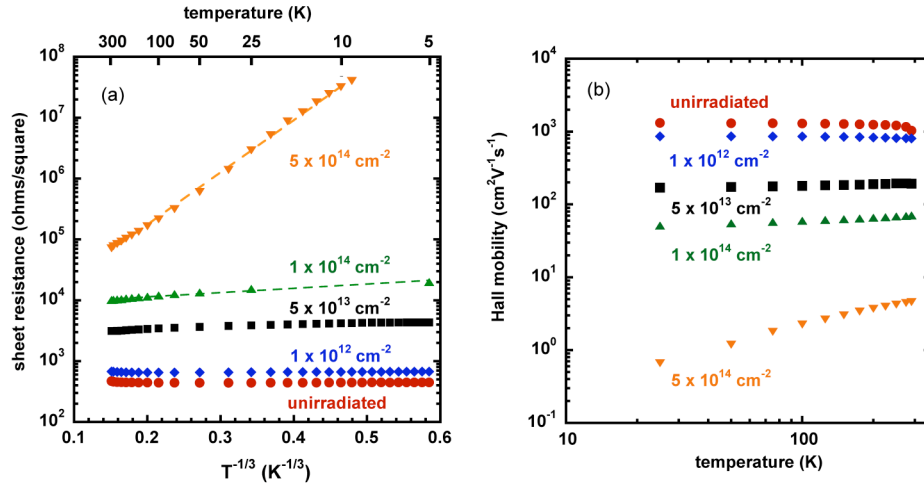 temperature (K)
300 100 50 25 10 5
10⁸
10⁷
10⁶
10⁵
10⁴
10³
10²
sheet resistance (ohms/square)
(a)
5 x 10¹⁴ cm⁻²
1 x 10¹⁴ cm⁻²
5 x 10¹³ cm⁻²
1 x 10¹² cm⁻²
unirradiated
0.1 0.2 0.3 0.4 0.5 0.6
T⁻¹/³ (K⁻¹/³)
10⁴
10³
10²
10¹
10⁰
10⁻¹
Hall mobility (cm²V⁻¹s⁻¹)
(b)
unirradiated
1 x 10¹² cm⁻²
5 x 10¹³ cm⁻²
1 x 10¹⁴ cm⁻²
5 x 10¹⁴ cm⁻²
10 100
temperature (K)